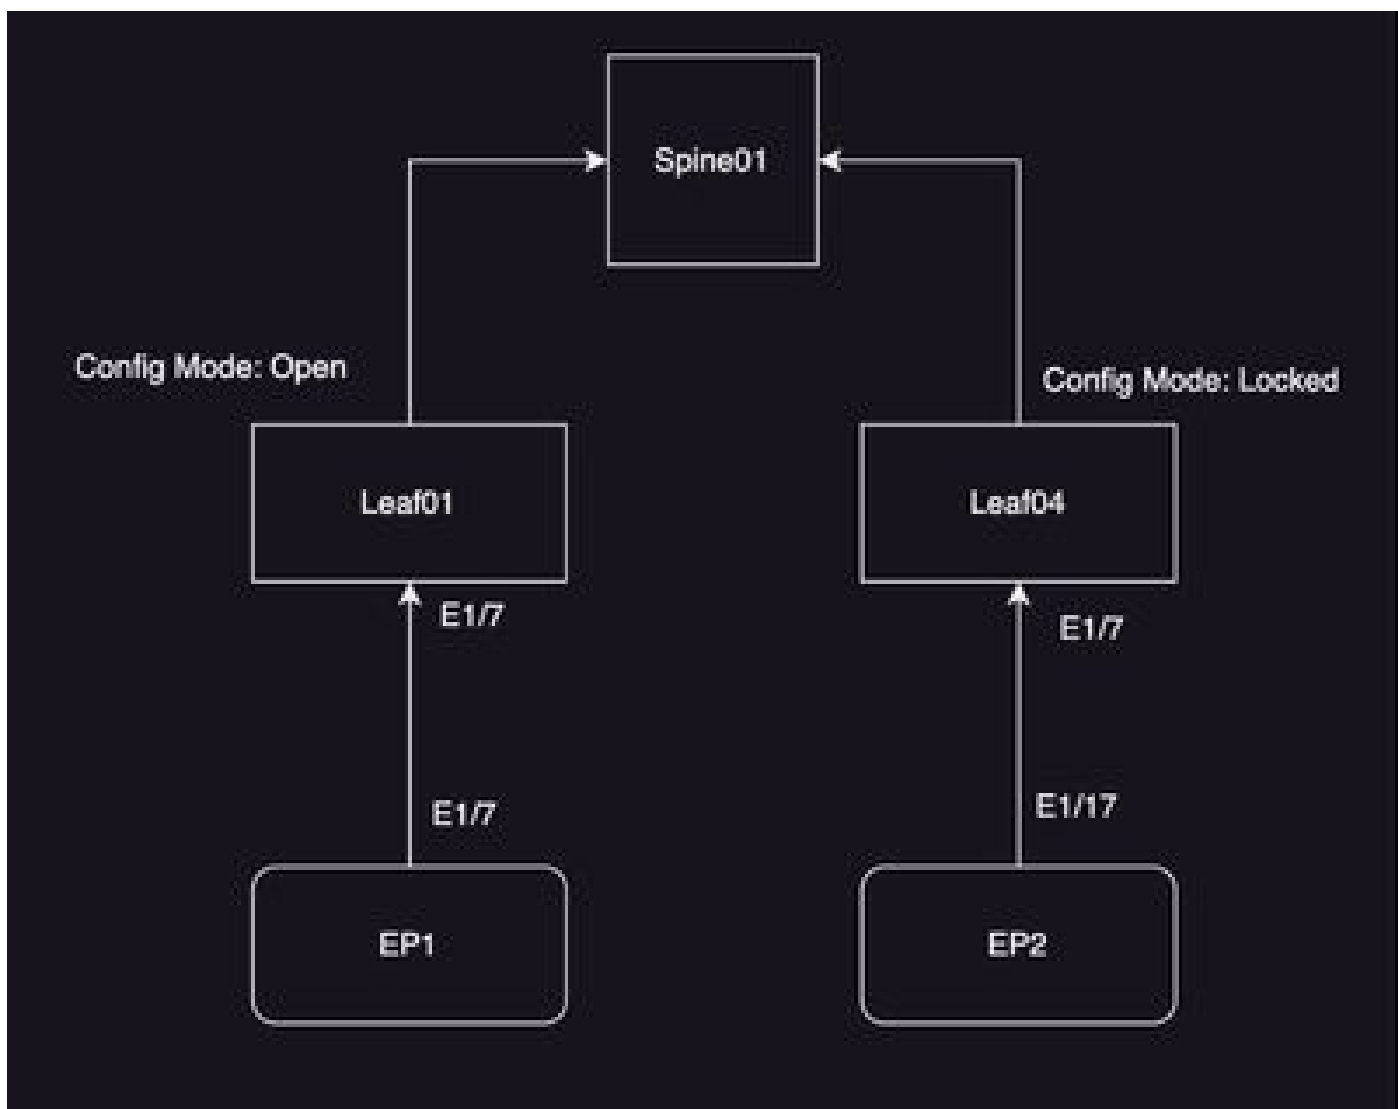 Spine01
Config Mode: Open
Config Mode: Locked
Leaf01
Leaf04
E1/7
E1/7
E1/7
E1/17
EP1
EP2